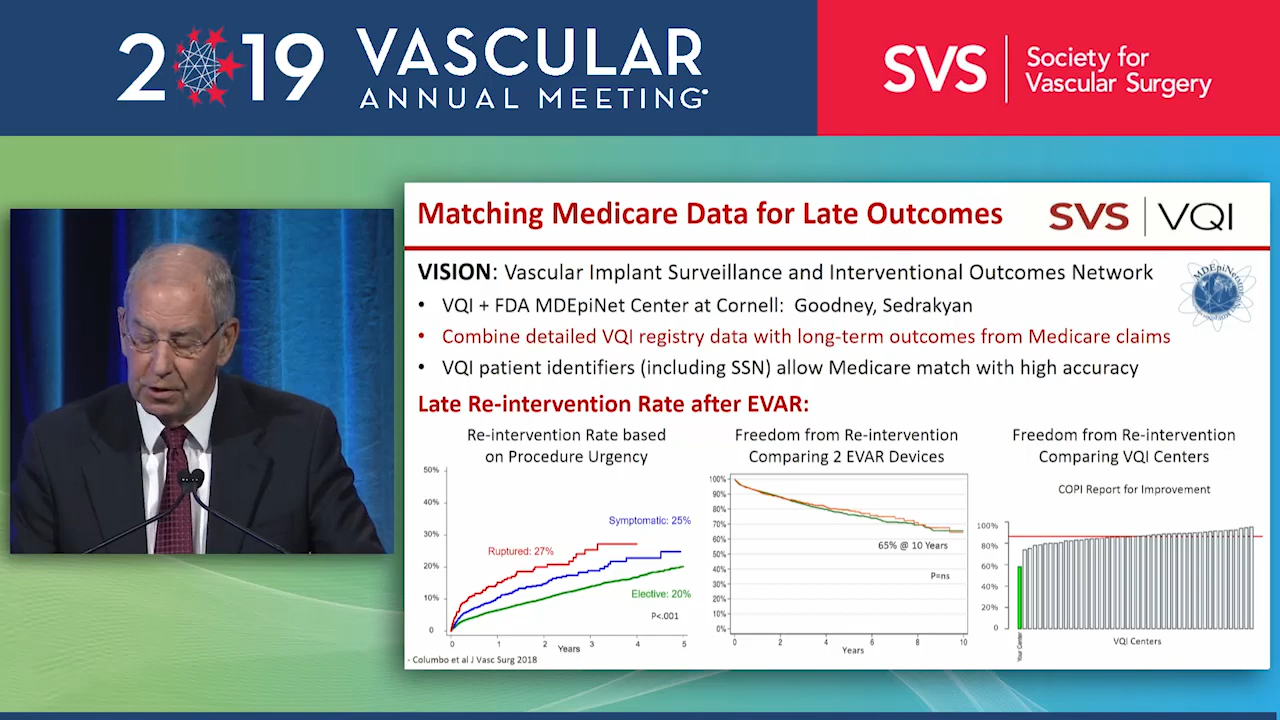 2019 VASCULAR
ANNUAL MEETING
SVS
Society for
Vascular Surgery
Matching Medicare Data for Late Outcomes
SVS | VQI
VISION: Vascular Implant Surveillance and Interventional Outcomes Network
MDEpiNet
• VQI + FDA MDEpiNet Center at Cornell: Goodney, Sedrakyan
• Combine detailed VQI registry data with long-term outcomes from Medicare claims
• VQI patient identifiers (including SSN) allow Medicare match with high accuracy
Late Re-intervention Rate after EVAR:
Re-intervention Rate based
on Procedure Urgency
50%
40%
30%
20%
10%
0
Symptomatic: 25%
Ruptured: 27%
Elective: 20%
P<.001
0 1 2 3 4 5
Years
- Columbo et al J Vasc Surg 2018
Freedom from Re-intervention
Comparing 2 EVAR Devices
100%
90%
80%
70%
60%
50%
40%
30%
20%
10%
0%
65% @ 10 Years
P=ns
0 2 4 6 8 10
Years
Freedom from Re-intervention
Comparing VQI Centers
COPI Report for Improvement
100%
80%
60%
40%
20%
0
Your Center
VQI Centers